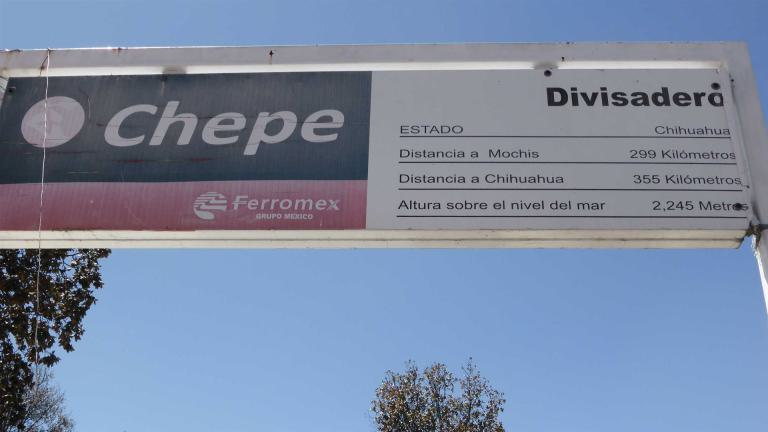 Chepe
Ferromex
GRUPO MEXICO
Divisadero
ESTADO Chihuahua
Distancia a Mochis 299 Kilómetros
Distancia a Chihuahua 355 Kilómetros
Altura sobre el nivel del mar 2,245 Metros